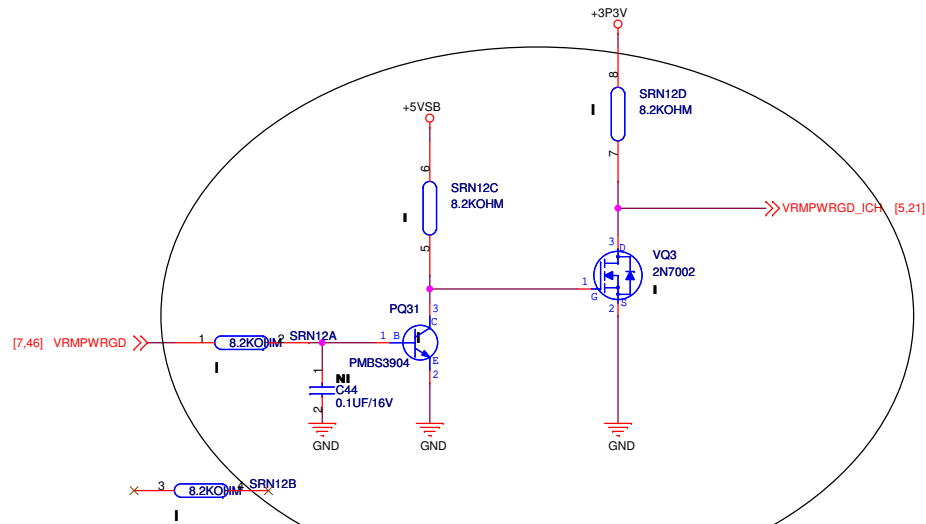 +3P3V
8
SRN12D
8.2KOHM
I
7
+5VSB
6
SRN12C
8.2KOHM
I
5
VRMPWRGD_ICH [5,21]
3
D
VQ3
2N7002
I
1
G
S
2
PQ31
3
C
1 B
I
E
2
PMBS3904
[7,46] VRMPWRGD
1
8.2KOHM
2
SRN12A
I
1
NI
C44
0.1UF/16V
2
GND
GND
GND
3
8.2KOHM
4
SRN12B
I